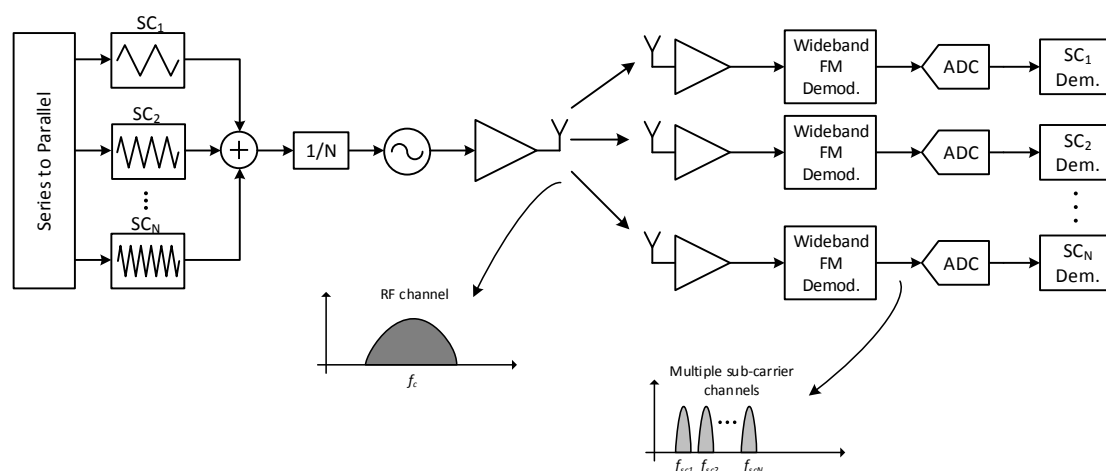 Series to Parallel
SC1
SC2
SCN
1/N
Wideband
FM
Demod.
ADC
SC1
Dem.
Wideband
FM
Demod.
ADC
SC2
Dem.
Wideband
FM
Demod.
ADC
SCN
Dem.
RF channel
fc
Multiple sub-carrier
channels
fsc1 fsc2 fscN